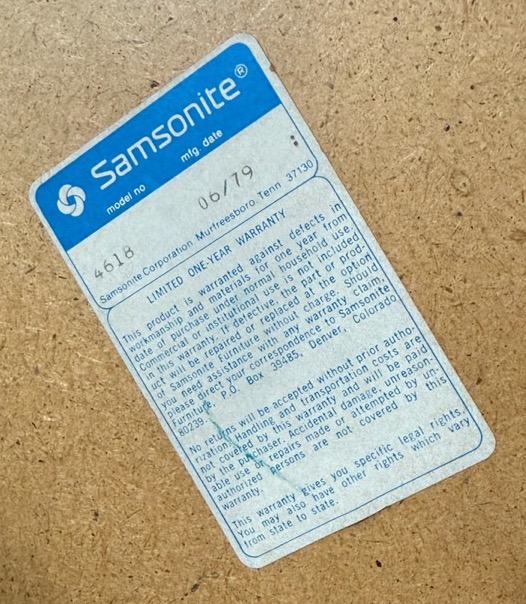 Samsonite®
model no mfg. date
4618 06/79
Samsonite Corporation Murfreesboro, Tenn 37130
LIMITED ONE YEAR WARRANTY
This product is warranted against defects in
workmanship and materials for one year from
date of purchase under normal household use.
Commercial or institutional use is not included
in this warranty. If defective, the part or prod-
uct will be repaired or replaced at the option
of Samsonite Furniture without charge. Should
you need assistance with any warranty claim,
please direct your correspondence to Samsonite
Furniture, P.O. Box 39485, Denver, Colorado
80239.
No returns will be accepted without prior autho-
rization. Handling and transportation costs are
not covered by this warranty and will be paid
by the purchaser. Accidental damage, unreason-
able use or repairs made or attempted by un-
authorized persons are not covered by this
warranty.
This warranty gives you specific legal rights.
You may also have other rights which vary
from state to state.